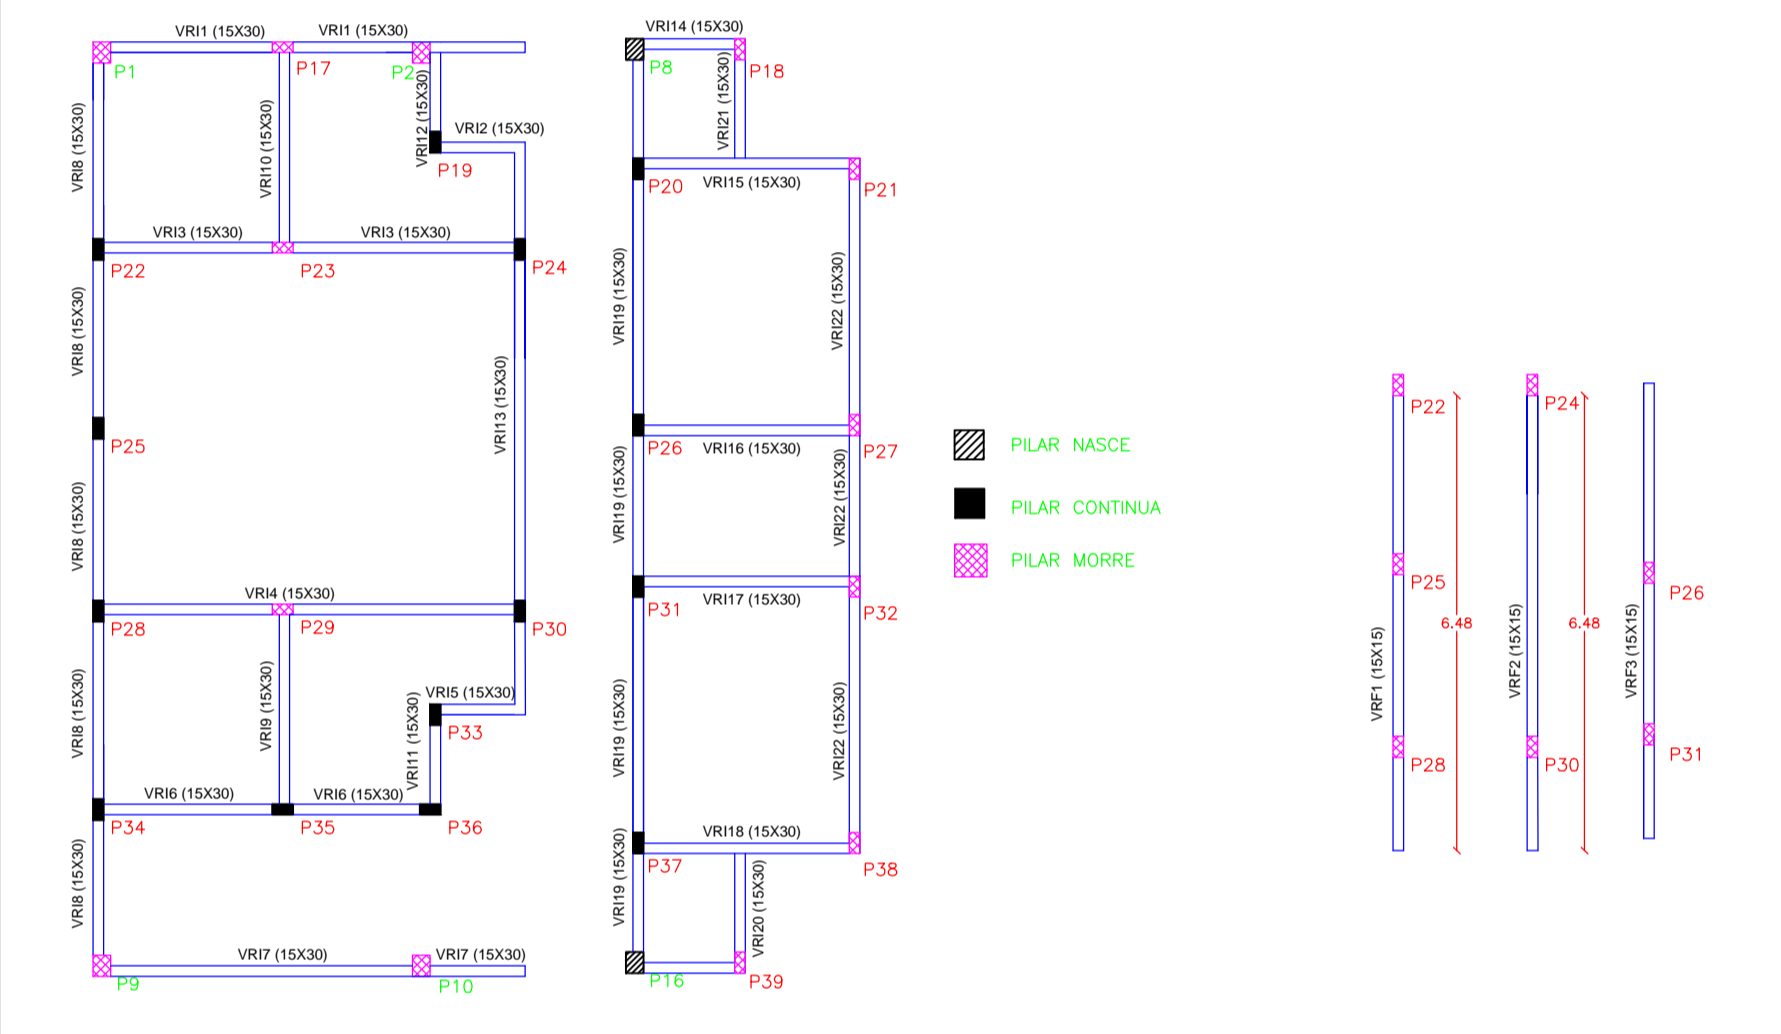 VRI1 (15X30)
VRI1 (15X30)
P1
P17
P2
VRI8 (15X30)
VRI10 (15X30)
VRI12 (15X30)
VRI2 (15X30)
P19
VRI3 (15X30)
VRI3 (15X30)
P22
P23
P24
VRI8 (15X30)
P25
VRI13 (15X30)
VRI8 (15X30)
VRI4 (15X30)
P28
P29
P30
VRI8 (15X30)
VRI9 (15X30)
VRI11 (15X30)
VRI5 (15X30)
P33
VRI6 (15X30)
VRI6 (15X30)
P34
P35
P36
VRI8 (15X30)
VRI7 (15X30)
VRI7 (15X30)
P9
P10
VRI14 (15X30)
P8
P18
VRI21 (15X30)
P20
VRI15 (15X30)
P21
VRI19 (15X30)
VRI22 (15X30)
P26
VRI16 (15X30)
P27
VRI19 (15X30)
VRI22 (15X30)
P31
VRI17 (15X30)
P32
VRI19 (15X30)
VRI22 (15X30)
VRI18 (15X30)
P37
P38
VRI19 (15X30)
VRI20 (15X30)
P16
P39
PILAR NASCE
PILAR CONTINUA
PILAR MORRE
P22
P25
VRF1 (15X15)
P28
6.48
P24
VRF2 (15X15)
P30
6.48
P26
VRF3 (15X15)
P31